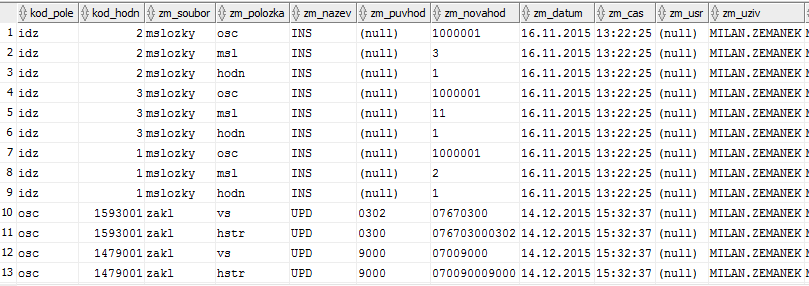 kod_pole kod_hodn zm_soubor zm_polozka zm_nazev zm_puvhod zm_novahod zm_datum zm_cas zm_usr zm_uziv
1 idz 2 mslozky osc INS (null) 1000001 16.11.2015 13:22:25 (null) MILAN.ZEMANEK
2 idz 2 mslozky msl INS (null) 3 16.11.2015 13:22:25 (null) MILAN.ZEMANEK
3 idz 2 mslozky hodn INS (null) 1 16.11.2015 13:22:25 (null) MILAN.ZEMANEK
4 idz 3 mslozky osc INS (null) 1000001 16.11.2015 13:22:25 (null) MILAN.ZEMANEK
5 idz 3 mslozky msl INS (null) 11 16.11.2015 13:22:25 (null) MILAN.ZEMANEK
6 idz 3 mslozky hodn INS (null) 1 16.11.2015 13:22:25 (null) MILAN.ZEMANEK
7 idz 1 mslozky osc INS (null) 1000001 16.11.2015 13:22:25 (null) MILAN.ZEMANEK
8 idz 1 mslozky msl INS (null) 2 16.11.2015 13:22:25 (null) MILAN.ZEMANEK
9 idz 1 mslozky hodn INS (null) 1 16.11.2015 13:22:25 (null) MILAN.ZEMANEK
10 osc 1593001 zakl vs UPD 0302 07670300 14.12.2015 15:32:37 (null) MILAN.ZEMANEK
11 osc 1593001 zakl hstr UPD 0300 076703000302 14.12.2015 15:32:37 (null) MILAN.ZEMANEK
12 osc 1479001 zakl vs UPD 9000 07009000 14.12.2015 15:32:37 (null) MILAN.ZEMANEK
13 osc 1479001 zakl hstr UPD 9000 070090009000 14.12.2015 15:32:37 (null) MILAN.ZEMANEK